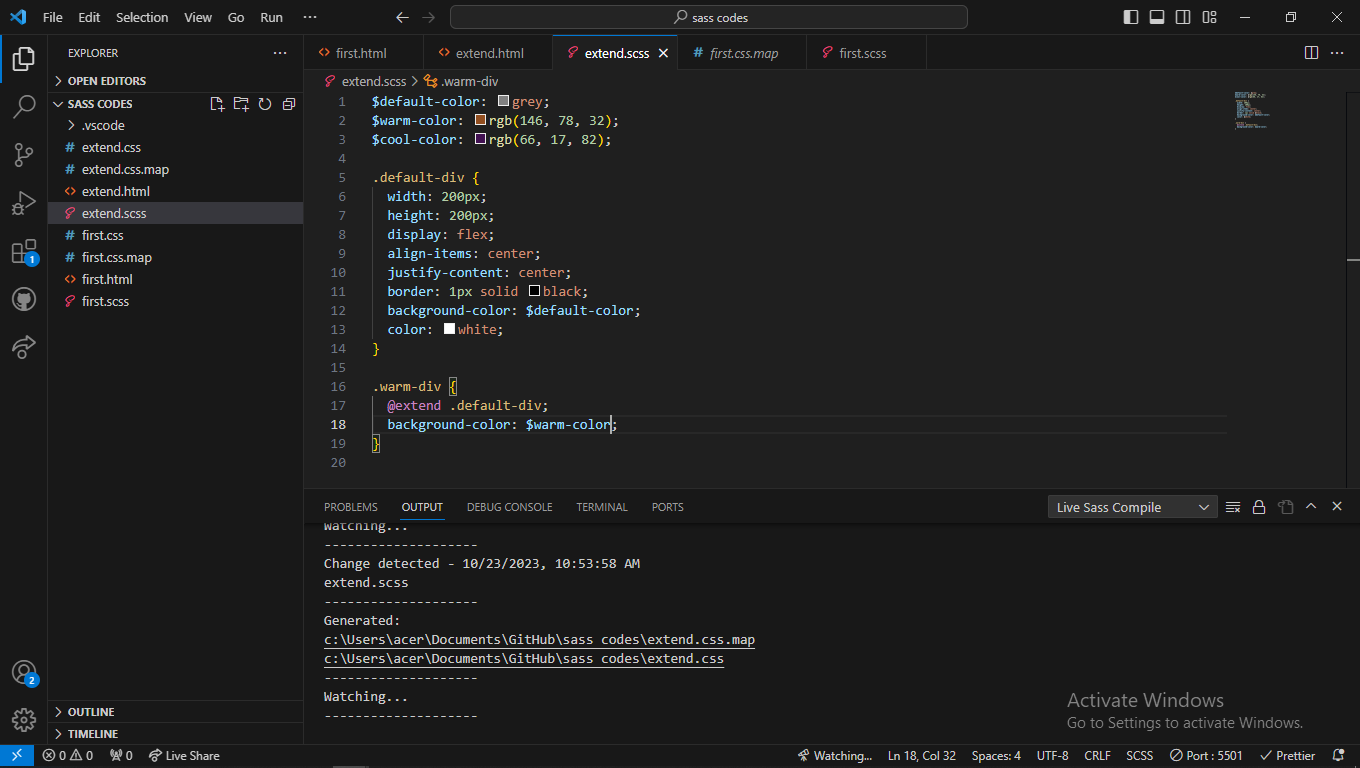 File Edit Selection View Go Run ···
sass codes
EXPLORER ···
OPEN EDITORS
SASS CODES
.vscode
# extend.css
# extend.css.map
<> extend.html
extend.scss
# first.css
# first.css.map
<> first.html
first.scss
OUTLINE
TIMELINE
1
2
<> first.html
<> extend.html
extend.scss
# first.css.map
first.scss
···
extend.scss > .warm-div
1 $default-color: grey;
2 $warm-color: rgb(146, 78, 32);
3 $cool-color: rgb(66, 17, 82);
4
5 .default-div {
6 width: 200px;
7 height: 200px;
8 display: flex;
9 align-items: center;
10 justify-content: center;
11 border: 1px solid black;
12 background-color: $default-color;
13 color: white;
14 }
15
16 .warm-div {
17 @extend .default-div;
18 background-color: $warm-color;
19 }
20
PROBLEMS OUTPUT DEBUG CONSOLE TERMINAL PORTS
Live Sass Compile
Watching...
--------------------
Change detected - 10/23/2023, 10:53:58 AM
extend.scss
--------------------
Generated:
c:\Users\acer\Documents\GitHub\sass codes\extend.css.map
c:\Users\acer\Documents\GitHub\sass codes\extend.css
--------------------
Watching...
--------------------
Activate Windows
Go to Settings to activate Windows.
0 0 0 Live Share
Watching... Ln 18, Col 32 Spaces: 4 UTF-8 CRLF SCSS Port : 5501 Prettier